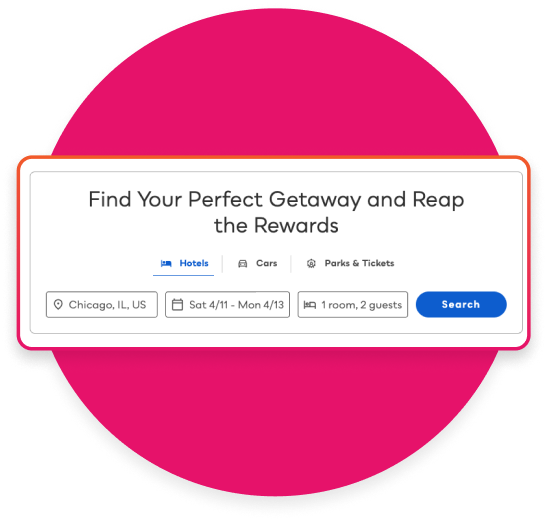 Find Your Perfect Getaway and Reap
the Rewards
Hotels
Cars
Parks & Tickets
Chicago, IL, US
Sat 4/11 - Mon 4/13
1 room, 2 guests
Search